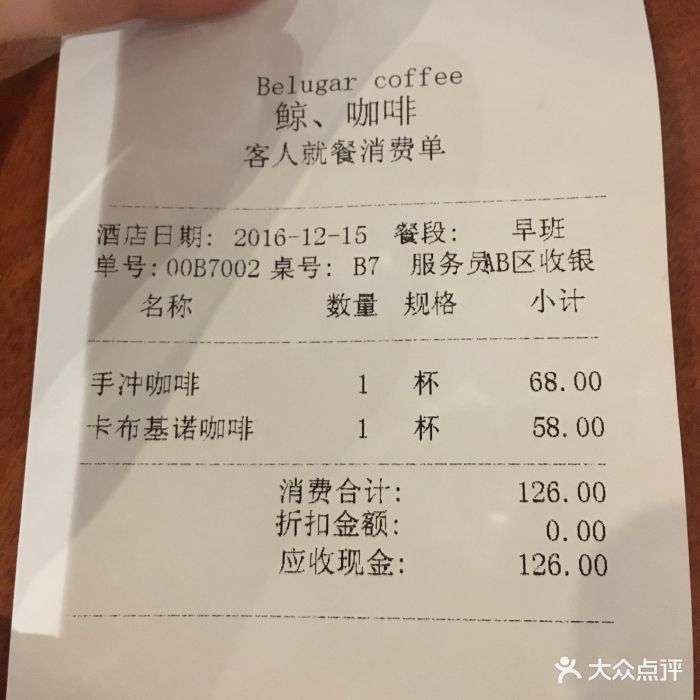 Belugar coffee
鲸、咖啡
客人就餐消费单
酒店日期: 2016-12-15 餐段: 早班
单号:00B7002 桌号: B7 服务员AB区收银
名称 数量 规格 小计
手冲咖啡 1 杯 68.00
卡布基诺咖啡 1 杯 58.00
消费合计: 126.00
折扣金额: 0.00
应收现金: 126.00
大众点评